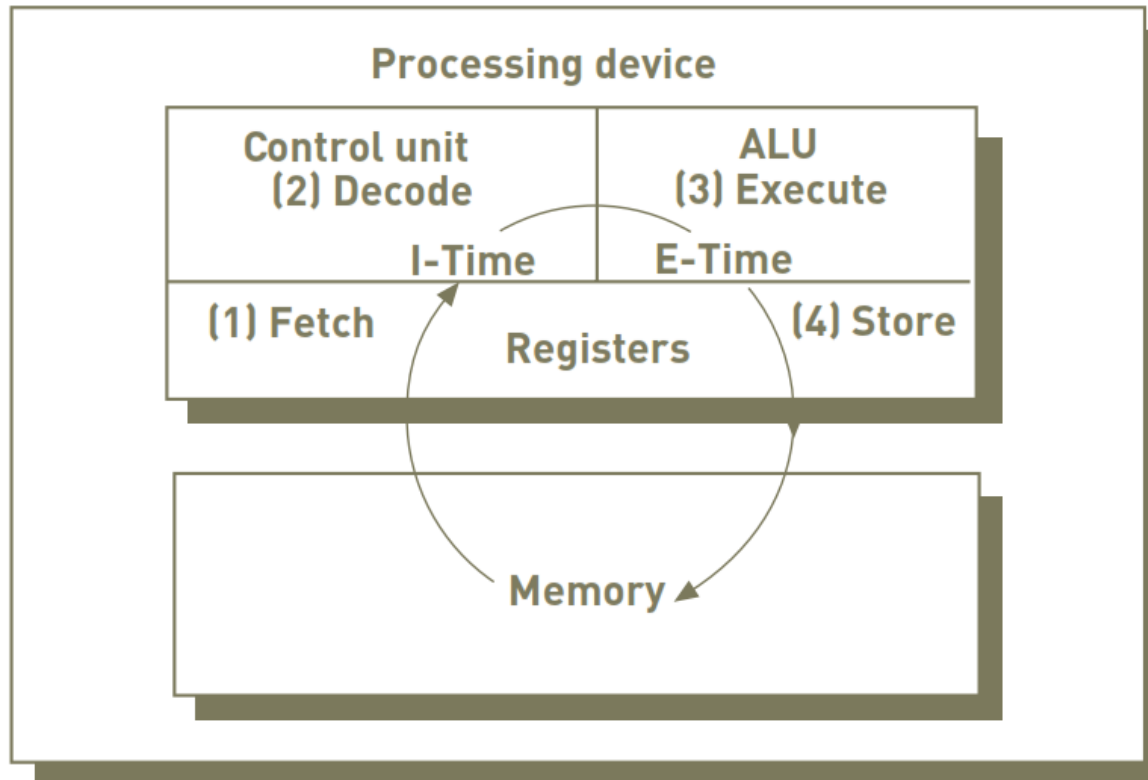 Processing device
Control unit
(2) Decode
I-Time
ALU
(3) Execute
E-Time
(1) Fetch
Registers
(4) Store
Memory